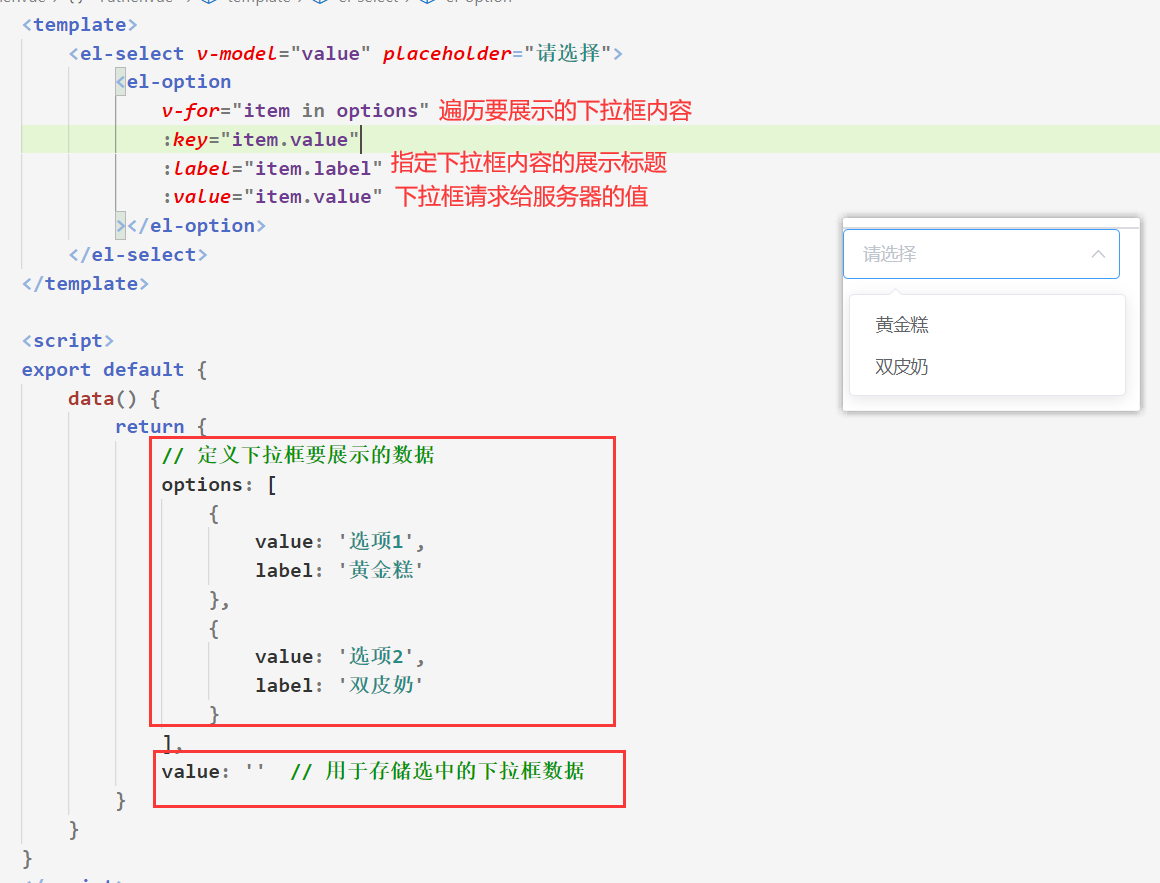 <template>
<el-select v-model="value" placeholder="请选择">
<el-option
v-for="item in options" 遍历要展示的下拉框内容
:key="item.value"
:label="item.label" 指定下拉框内容的展示标题
:value="item.value" 下拉框请求给服务器的值
></el-option>
</el-select>
</template>
请选择
黄金糕
双皮奶
<script>
export default {
data() {
return {
// 定义下拉框要展示的数据
options: [
{
value: '选项1',
label: '黄金糕'
},
{
value: '选项2',
label: '双皮奶'
}
],
value: '' // 用于存储选中的下拉框数据
}
}
}